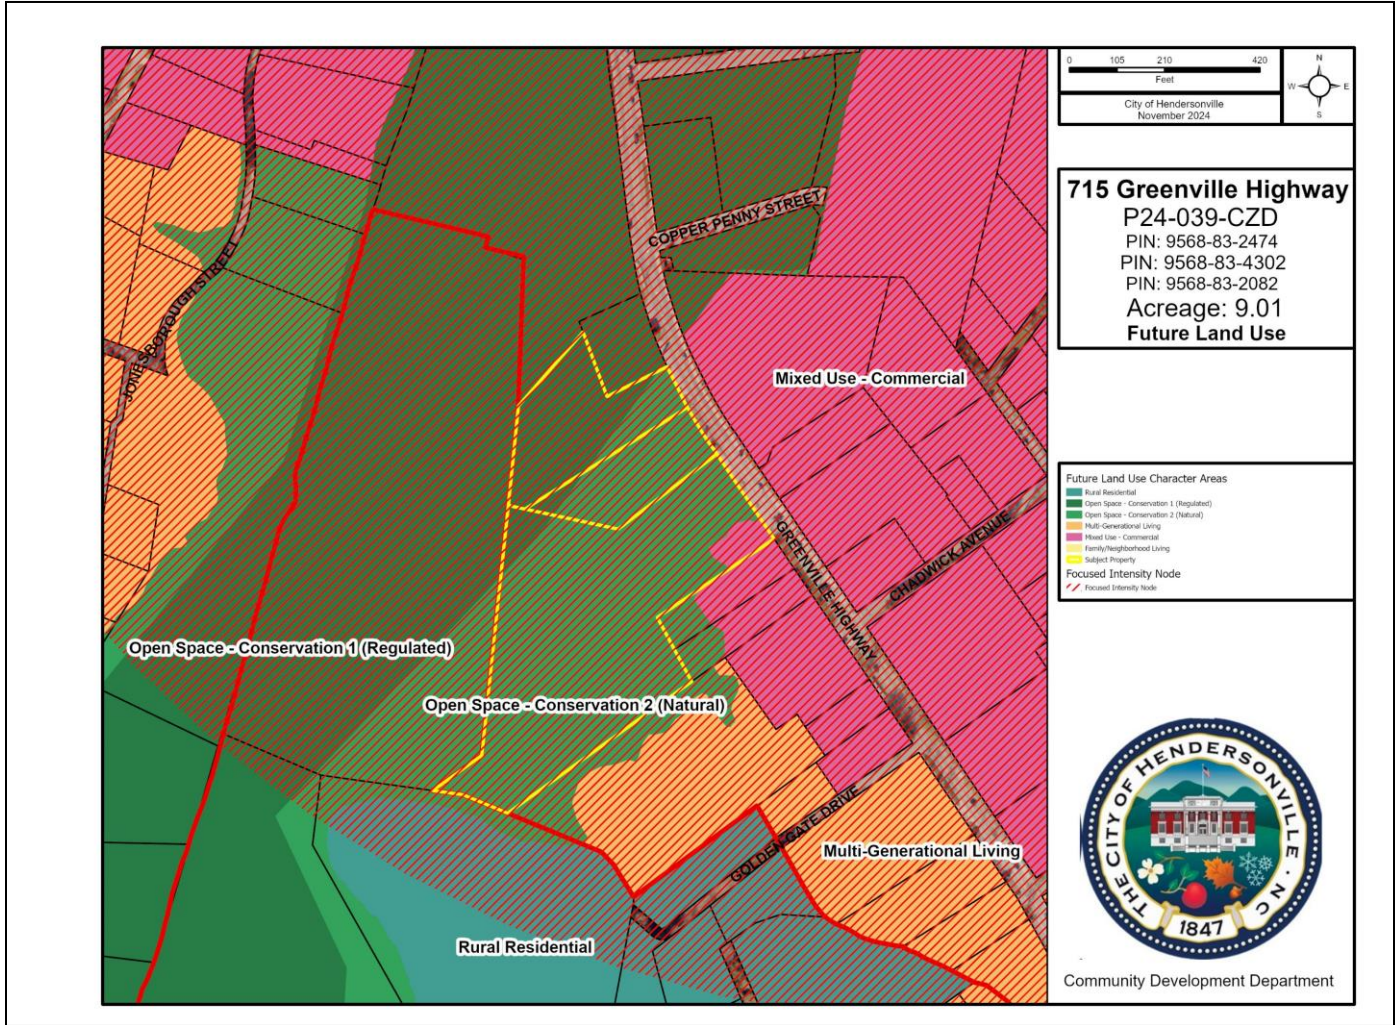 0 105 210 420
Feet
City of Hendersonville
November 2024
N
W E
S
715 Greenville Highway
P24-039-CZD
PIN: 9568-83-2474
PIN: 9568-83-4302
PIN: 9568-83-2082
Acreage: 9.01
Future Land Use
Future Land Use Character Areas
Rural Residential
Open Space - Conservation 1 (Regulated)
Open Space - Conservation 2 (Natural)
Multi-Generational Living
Mixed Use - Commercial
Family/Neighborhood Living
Subject Property
Focused Intensity Node
Focused Intensity Node
COPPER PENNY STREET
JONESBOROUGH STREET
Mixed Use - Commercial
GREENVILLE HIGHWAY
CHADWICK AVENUE
Open Space - Conservation 1 (Regulated)
Open Space - Conservation 2 (Natural)
GOLDEN GATE DRIVE
Multi-Generational Living
Rural Residential
THE CITY OF HENDERSONVILLE · NC
1847
Community Development Department